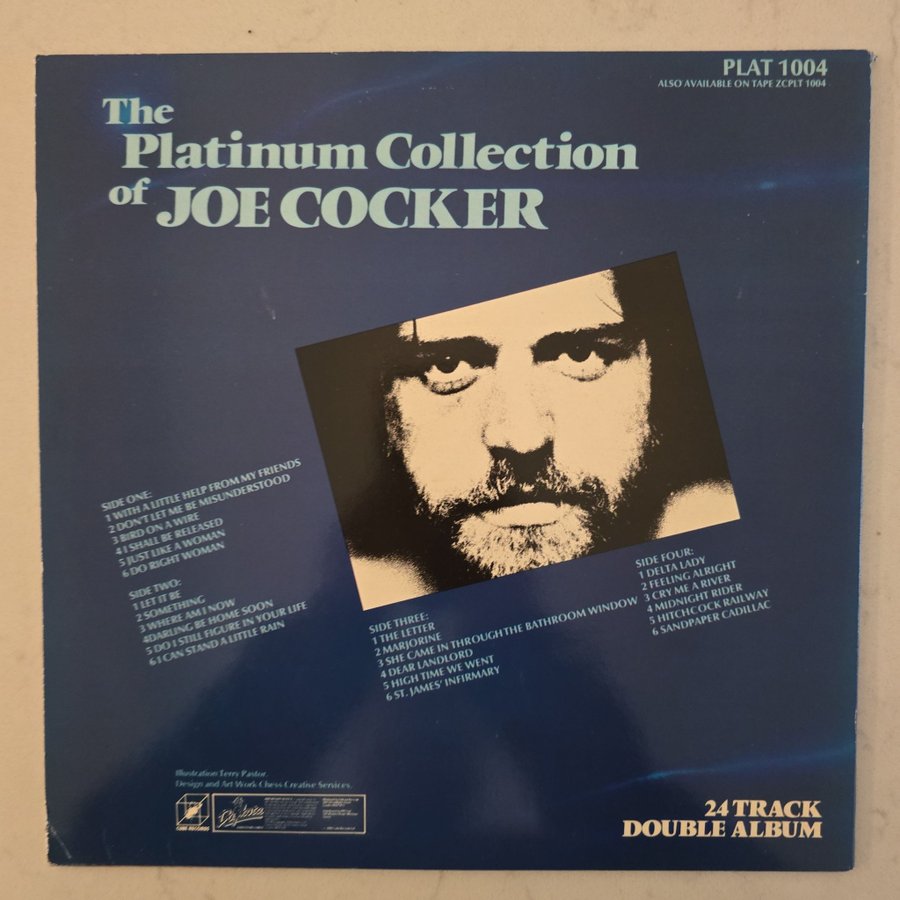 PLAT 1004
ALSO AVAILABLE ON TAPE ZCPLT 1004
The
Platinum Collection
of JOE COCKER
SIDE ONE:
1 WITH A LITTLE HELP FROM MY FRIENDS
2 DON'T LET ME BE MISUNDERSTOOD
3 BIRD ON A WIRE
4 I SHALL BE RELEASED
5 JUST LIKE A WOMAN
6 DO RIGHT WOMAN
SIDE TWO:
1 LET IT BE
2 SOMETHING
3 WHERE AM I NOW
4DARLING BE HOME SOON
5 DO I STILL FIGURE IN YOUR LIFE
6 I CAN STAND A LITTLE RAIN
SIDE THREE:
1 THE LETTER
2 MARJORINE
3 SHE CAME IN THROUGH THE BATHROOM WINDOW
4 DEAR LANDLORD
5 HIGH TIME WE WENT
6 ST. JAMES' INFIRMARY
SIDE FOUR:
1 DELTA LADY
2 FEELING ALRIGHT
3 CRY ME A RIVER
4 MIDNIGHT RIDER
5 HITCHCOCK RAILWAY
6 SANDPAPER CADILLAC
Illustration Terry Pastor.
Design and Art Work Chess Creative Services.
CUBE RECORDS
24 TRACK
DOUBLE ALBUM